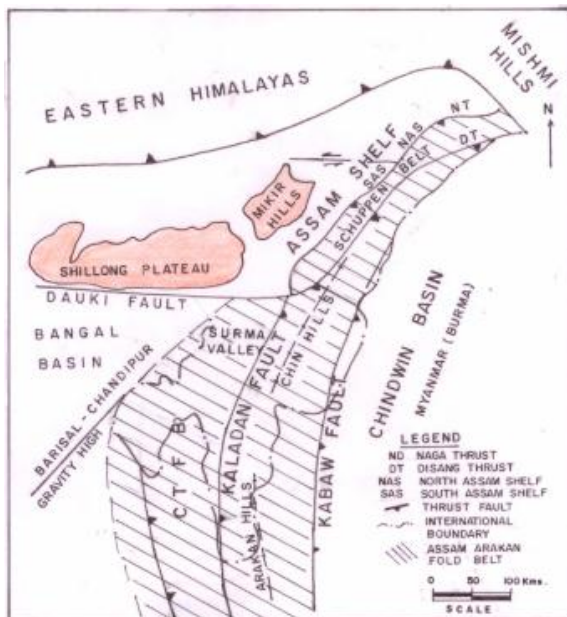 EASTERN HIMALAYAS
MISHMI HILLS
N
NT
DT
ASSAM SHELF
NAS
SAS
SCHUPPEN BELT
MIKIR
HILLS
SHILLONG PLATEAU
DAUKI FAULT
BANGAL
BASIN
SURMA
VALLEY
BARISAL - CHANDIPUR
GRAVITY HIGH
C T F B
KALADAN FAULT
CHIN HILLS
ARAKAN HILLS
KABAW FAULT
CHINDWIN BASIN
MYANMAR (BURMA)
LEGEND
ND NAGA THRUST
DT DISANG THRUST
NAS NORTH ASSAM SHELF
SAS SOUTH ASSAM SHELF
THRUST FAULT
INTERNATIONAL
BOUNDARY
ASSAM ARAKAN
FOLD BELT
0 50 100 Kms.
SCALE